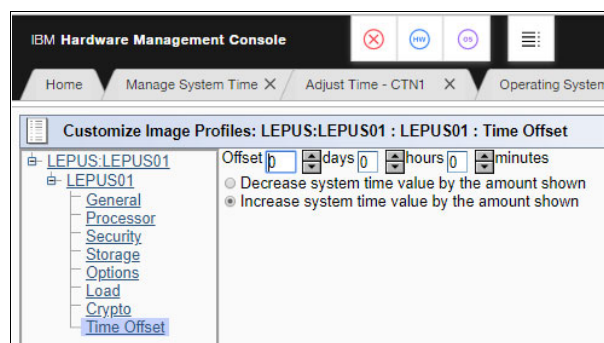 IBM Hardware Management Console
HW
OS
Home
Manage System Time X
Adjust Time - CTN1 X
Operating System
Customize Image Profiles: LEPUS:LEPUS01 : LEPUS01 : Time Offset
LEPUS:LEPUS01
LEPUS01
General
Processor
Security
Storage
Options
Load
Crypto
Time Offset
Offset 0 days 0 hours 0 minutes
Decrease system time value by the amount shown
Increase system time value by the amount shown